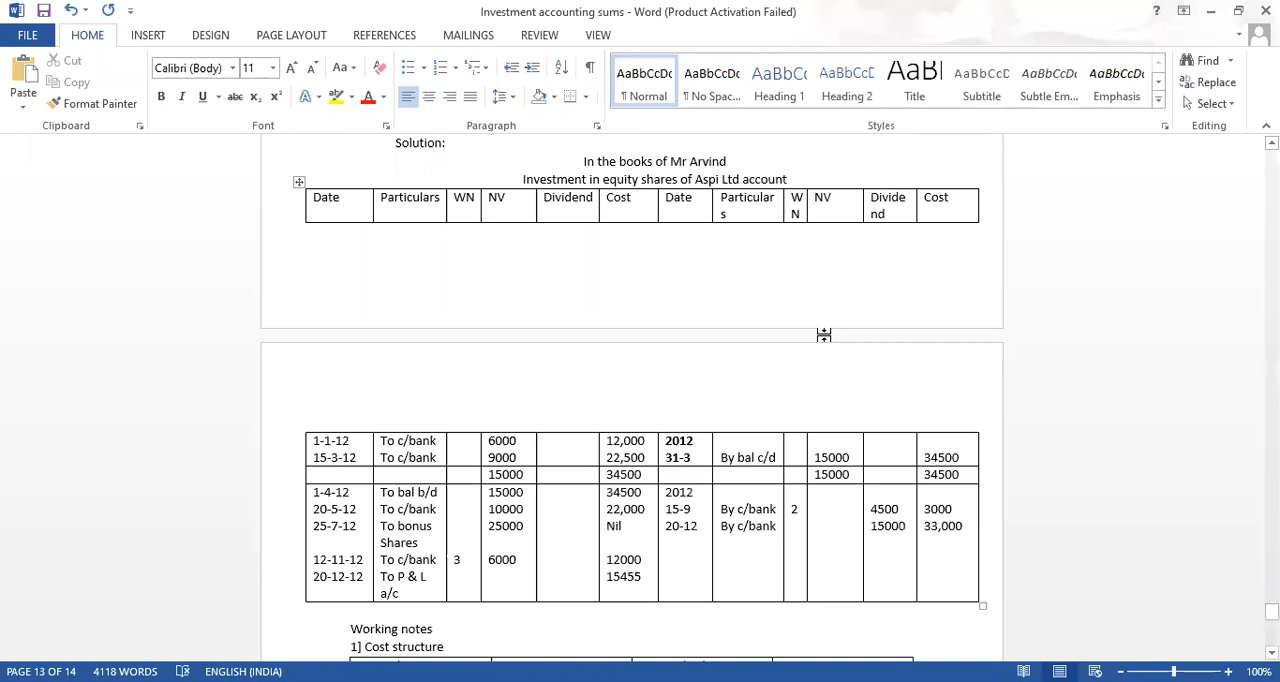 Investment accounting sums - Word (Product Activation Failed)
FILE HOME INSERT DESIGN PAGE LAYOUT REFERENCES MAILINGS REVIEW VIEW
Paste
Cut
Copy
Format Painter
Clipboard
Calibri (Body) 11
Font
Paragraph
AaBbCcDc AaBbCcDc AaBbCc AaBbCcD AaBl AaBbCcD AaBbCcDc AaBbCcDc
¶ Normal ¶ No Spac... Heading 1 Heading 2 Title Subtitle Subtle Em... Emphasis
Styles
Find
Replace
Select
Editing
Solution:
In the books of Mr Arvind
Investment in equity shares of Aspi Ltd account
Date Particulars WN NV Dividend Cost Date Particulars WN NV Dividend Cost
1-1-12 To c/bank 6000 12,000 2012
15-3-12 To c/bank 9000 22,500 31-3 By bal c/d 15000 34500
15000 34500 15000 34500
1-4-12 To bal b/d 15000 34500 2012
20-5-12 To c/bank 10000 22,000 15-9 By c/bank 2 4500 3000
25-7-12 To bonus 25000 Nil 20-12 By c/bank 15000 33,000
Shares
12-11-12 To c/bank 3 6000 12000
20-12-12 To P & L 15455
a/c
Working notes
1] Cost structure
PAGE 13 OF 14 4118 WORDS ENGLISH (INDIA) 100%